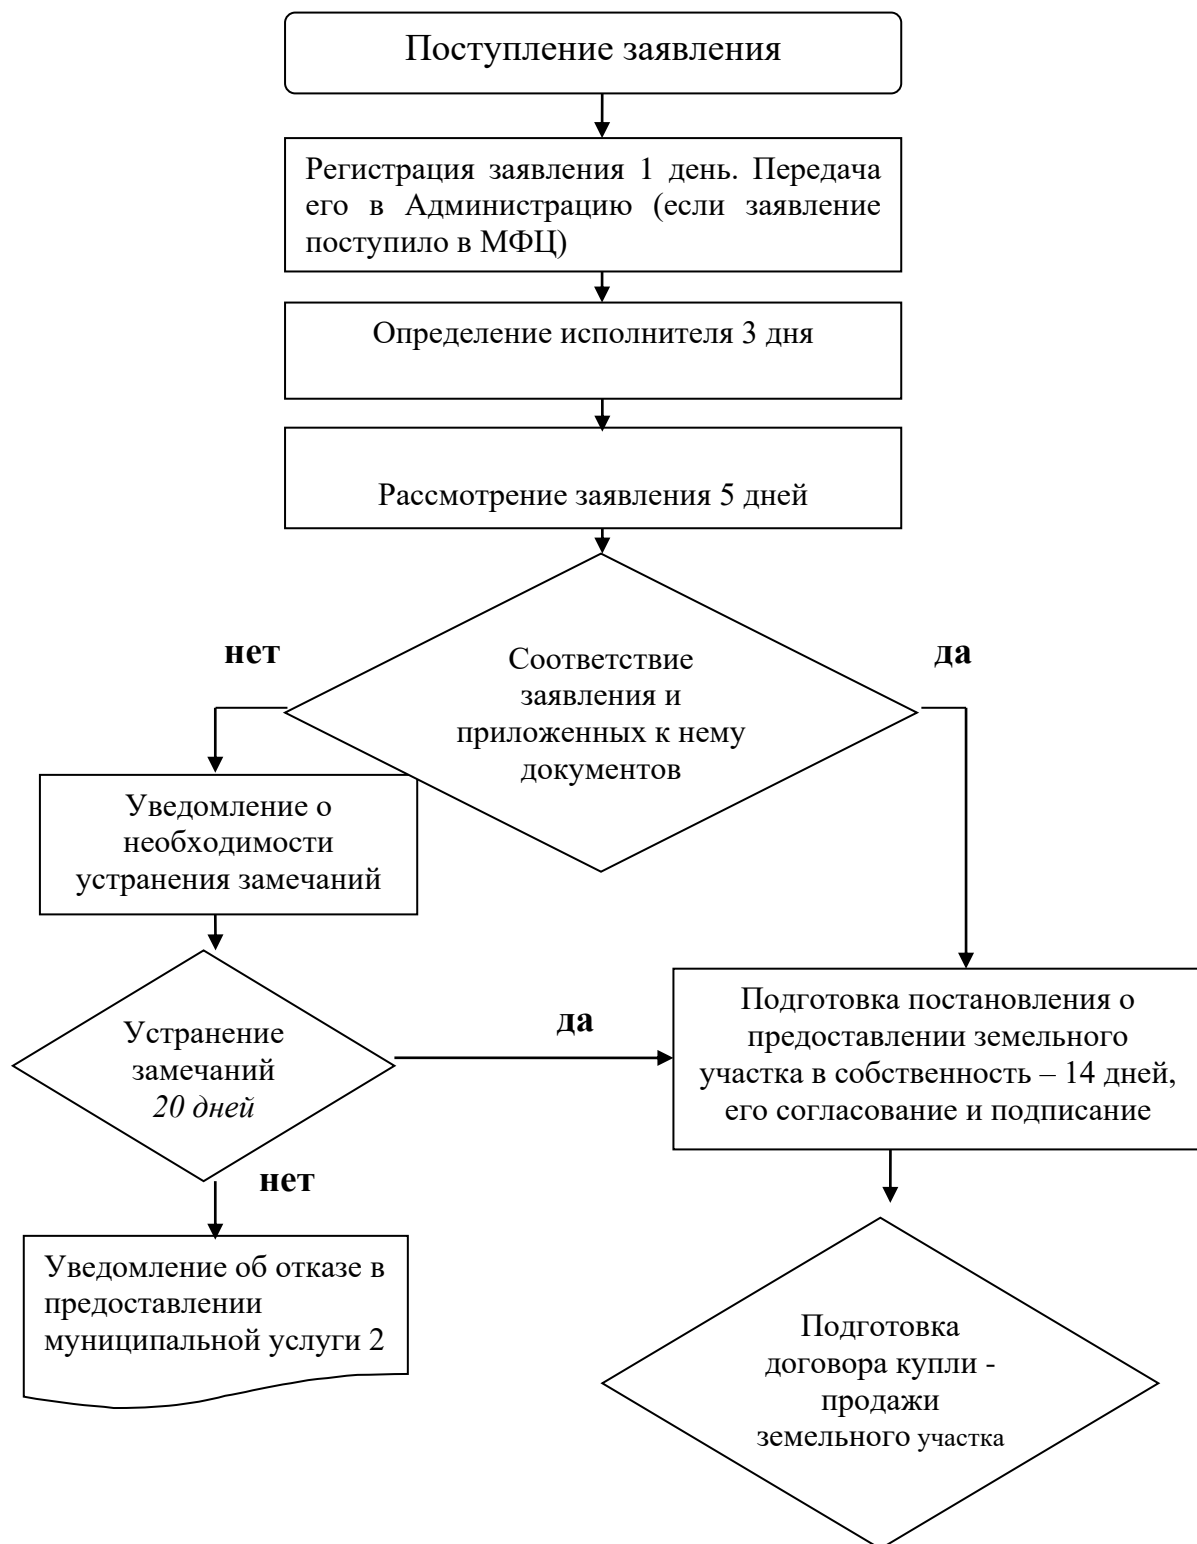 Поступление заявления
Регистрация заявления 1 день. Передача
его в Администрацию (если заявление
поступило в МФЦ)
Определение исполнителя 3 дня
Рассмотрение заявления 5 дней
нет
да
Соответствие
заявления и
приложенных к нему
документов
Уведомление о
необходимости
устранения замечаний
Устранение
замечаний
20 дней
да
Подготовка постановления о
предоставлении земельного
участка в собственность – 14 дней,
его согласование и подписание
нет
Уведомление об отказе в
предоставлении
муниципальной услуги 2
Подготовка
договора купли -
продажи
земельного участка